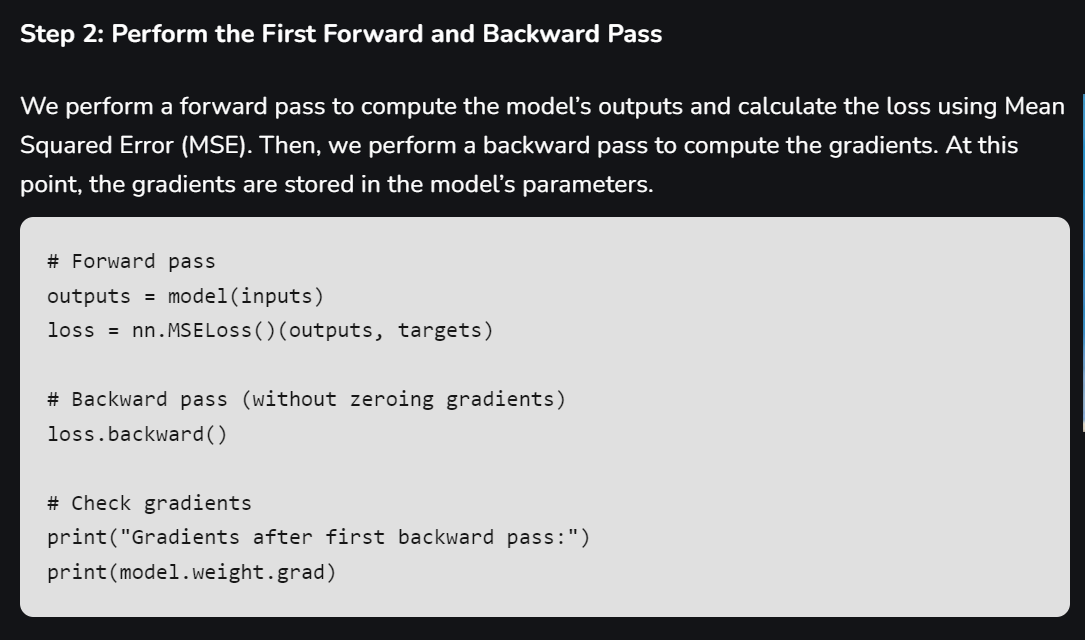 Step 2: Perform the First Forward and Backward Pass
We perform a forward pass to compute the model’s outputs and calculate the loss using Mean
Squared Error (MSE). Then, we perform a backward pass to compute the gradients. At this
point, the gradients are stored in the model’s parameters.
# Forward pass
outputs = model(inputs)
loss = nn.MSELoss()(outputs, targets)
# Backward pass (without zeroing gradients)
loss.backward()
# Check gradients
print("Gradients after first backward pass:")
print(model.weight.grad)